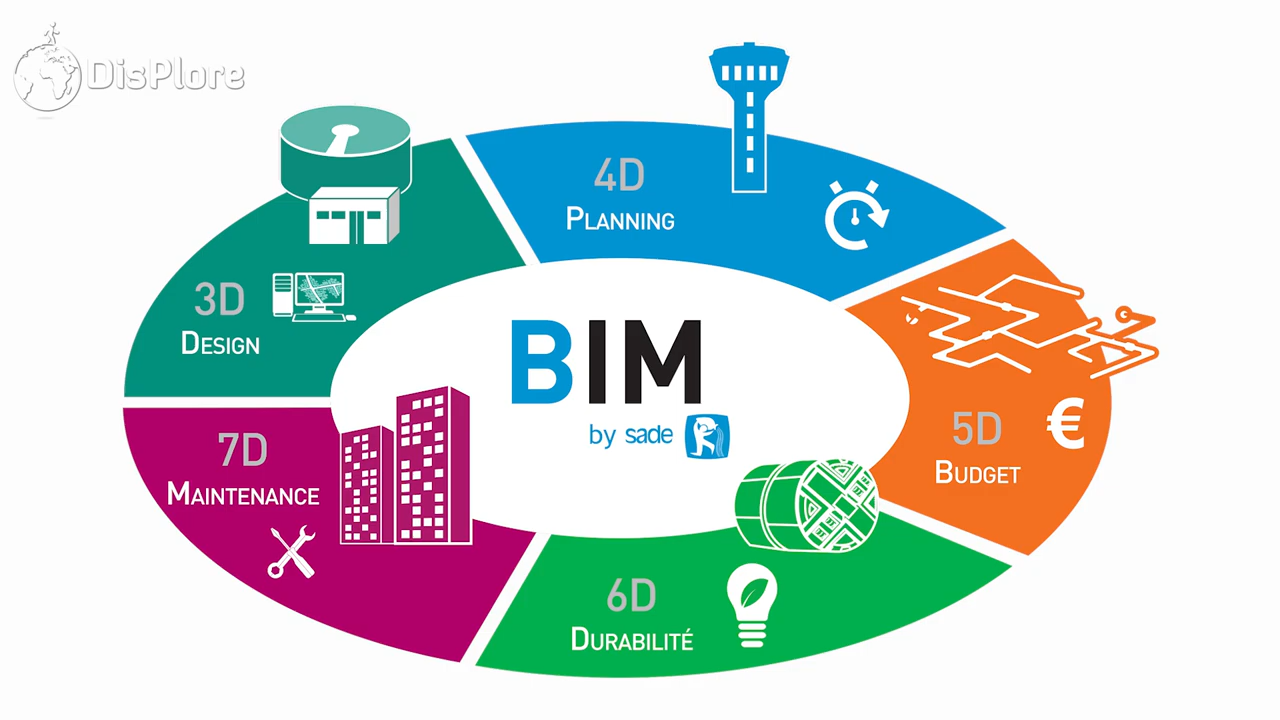 DisPlore
4D
PLANNING
3D
DESIGN
BIM
by sade
5D
€
BUDGET
7D
MAINTENANCE
6D
DURABILITÉ